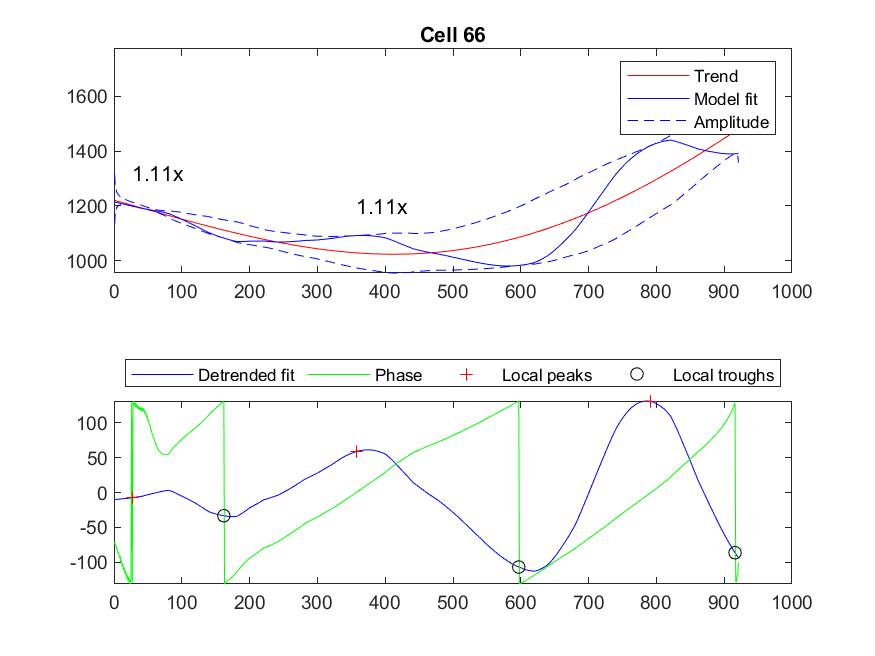 Cell 66
Trend
Model fit
Amplitude
1600
1400
1200
1000
1.11x
1.11x
0 100 200 300 400 500 600 700 800 900 1000
Detrended fit Phase Local peaks Local troughs
100
50
0
-50
-100
0 100 200 300 400 500 600 700 800 900 1000